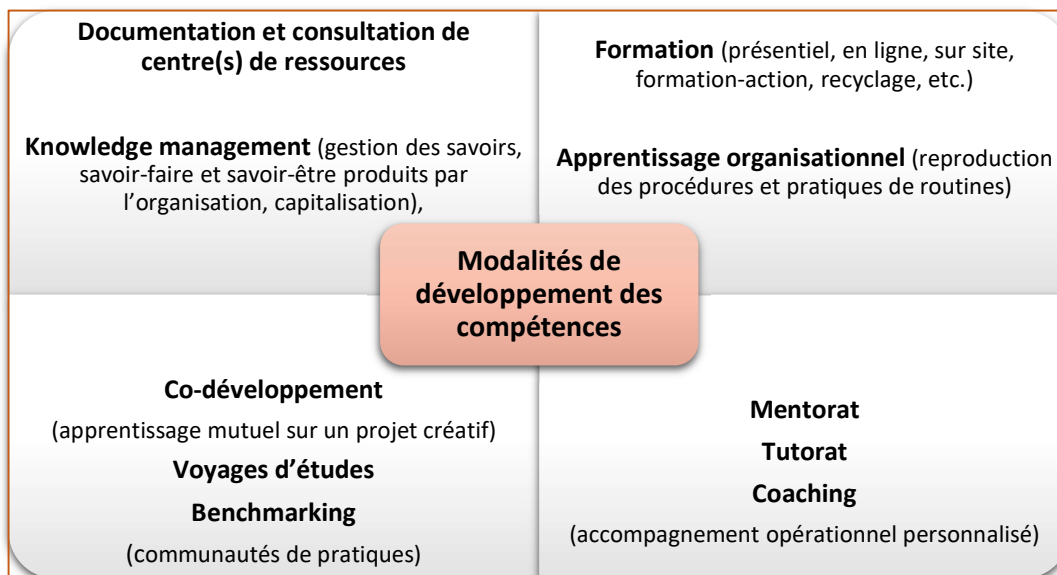 Documentation et consultation de
centre(s) de ressources
Knowledge management (gestion des savoirs,
savoir-faire et savoir-être produits par
l’organisation, capitalisation),
Formation (présentiel, en ligne, sur site,
formation-action, recyclage, etc.)
Apprentissage organisationnel (reproduction
des procédures et pratiques de routines)
Modalités de
développement des
compétences
Co-développement
(apprentissage mutuel sur un projet créatif)
Voyages d’études
Benchmarking
(communautés de pratiques)
Mentorat
Tutorat
Coaching
(accompagnement opérationnel personnalisé)